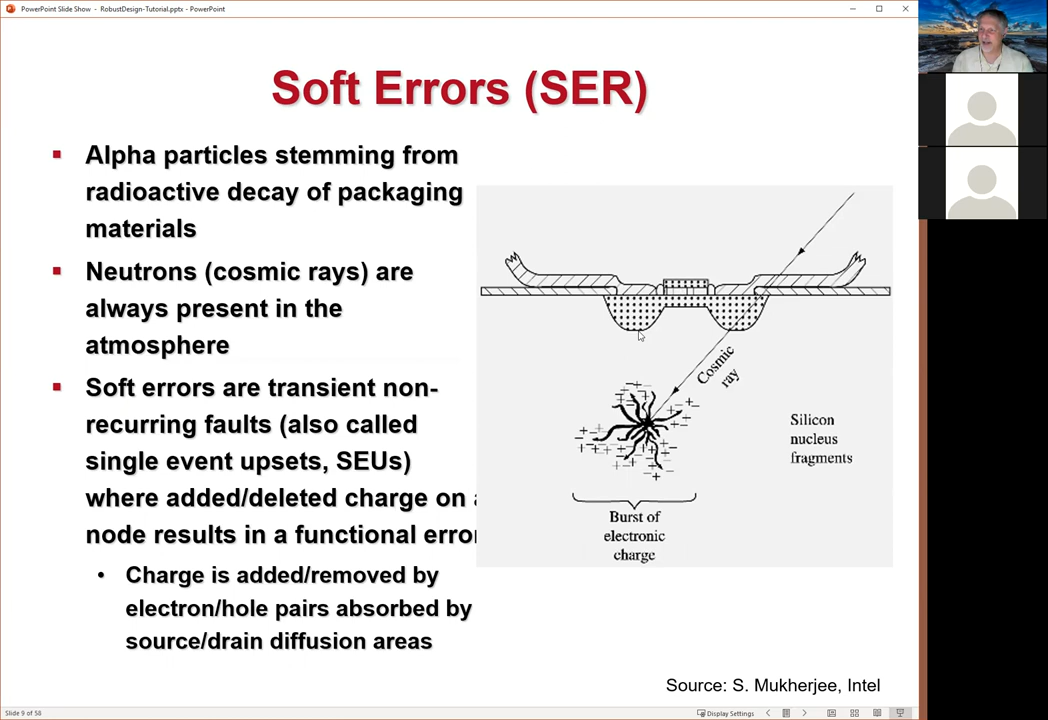 PowerPoint Slide Show - RobustDesign-Tutorial.pptx - PowerPoint
Soft Errors (SER)
▪ Alpha particles stemming from
radioactive decay of packaging
materials
▪ Neutrons (cosmic rays) are
always present in the
atmosphere
▪ Soft errors are transient non-
recurring faults (also called
single event upsets, SEUs)
where added/deleted charge on a
node results in a functional error
• Charge is added/removed by
electron/hole pairs absorbed by
source/drain diffusion areas
Cosmic
ray
Silicon
nucleus
fragments
Burst of
electronic
charge
Source: S. Mukherjee, Intel
Slide 9 of 58
Display Settings